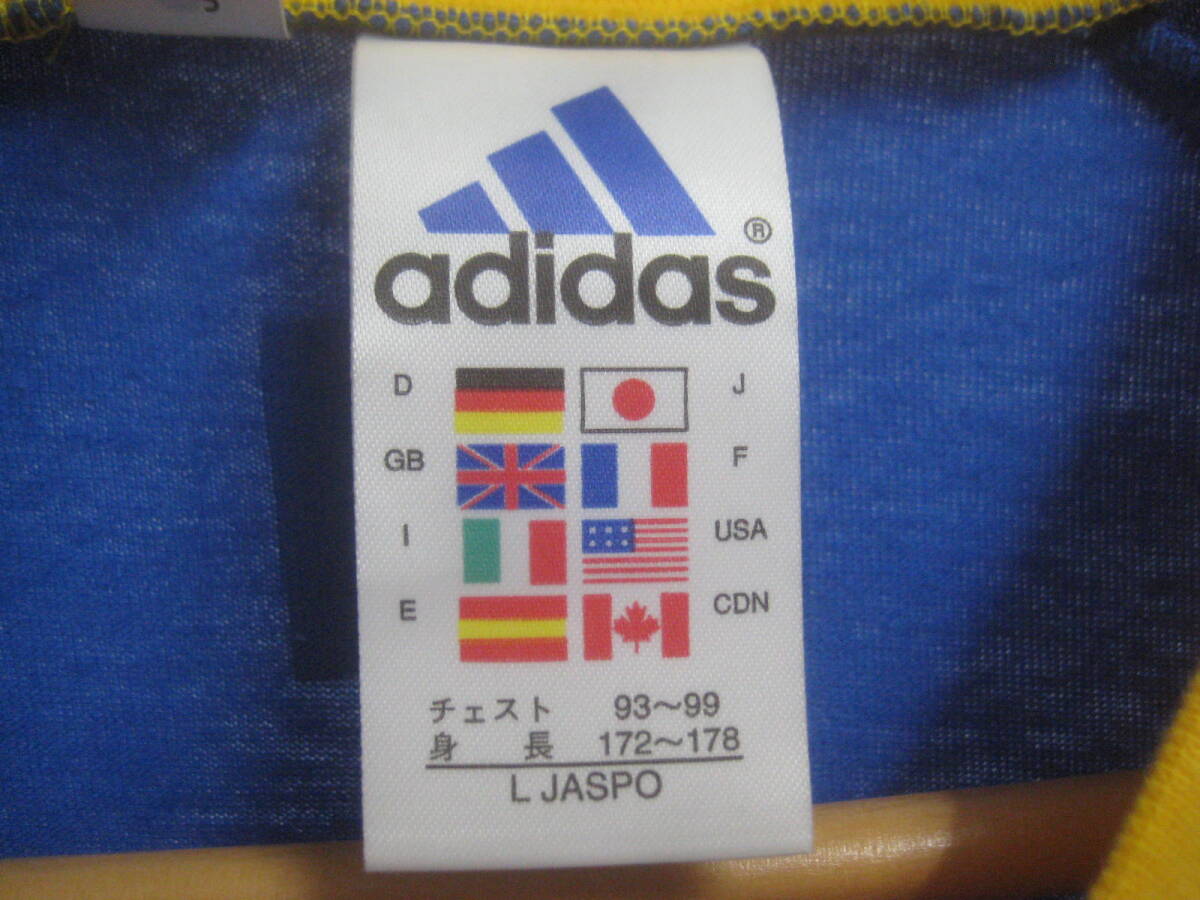 adidas®
D J
GB F
I USA
E CDN
チェスト 93～99
身長 172～178
L JASPO